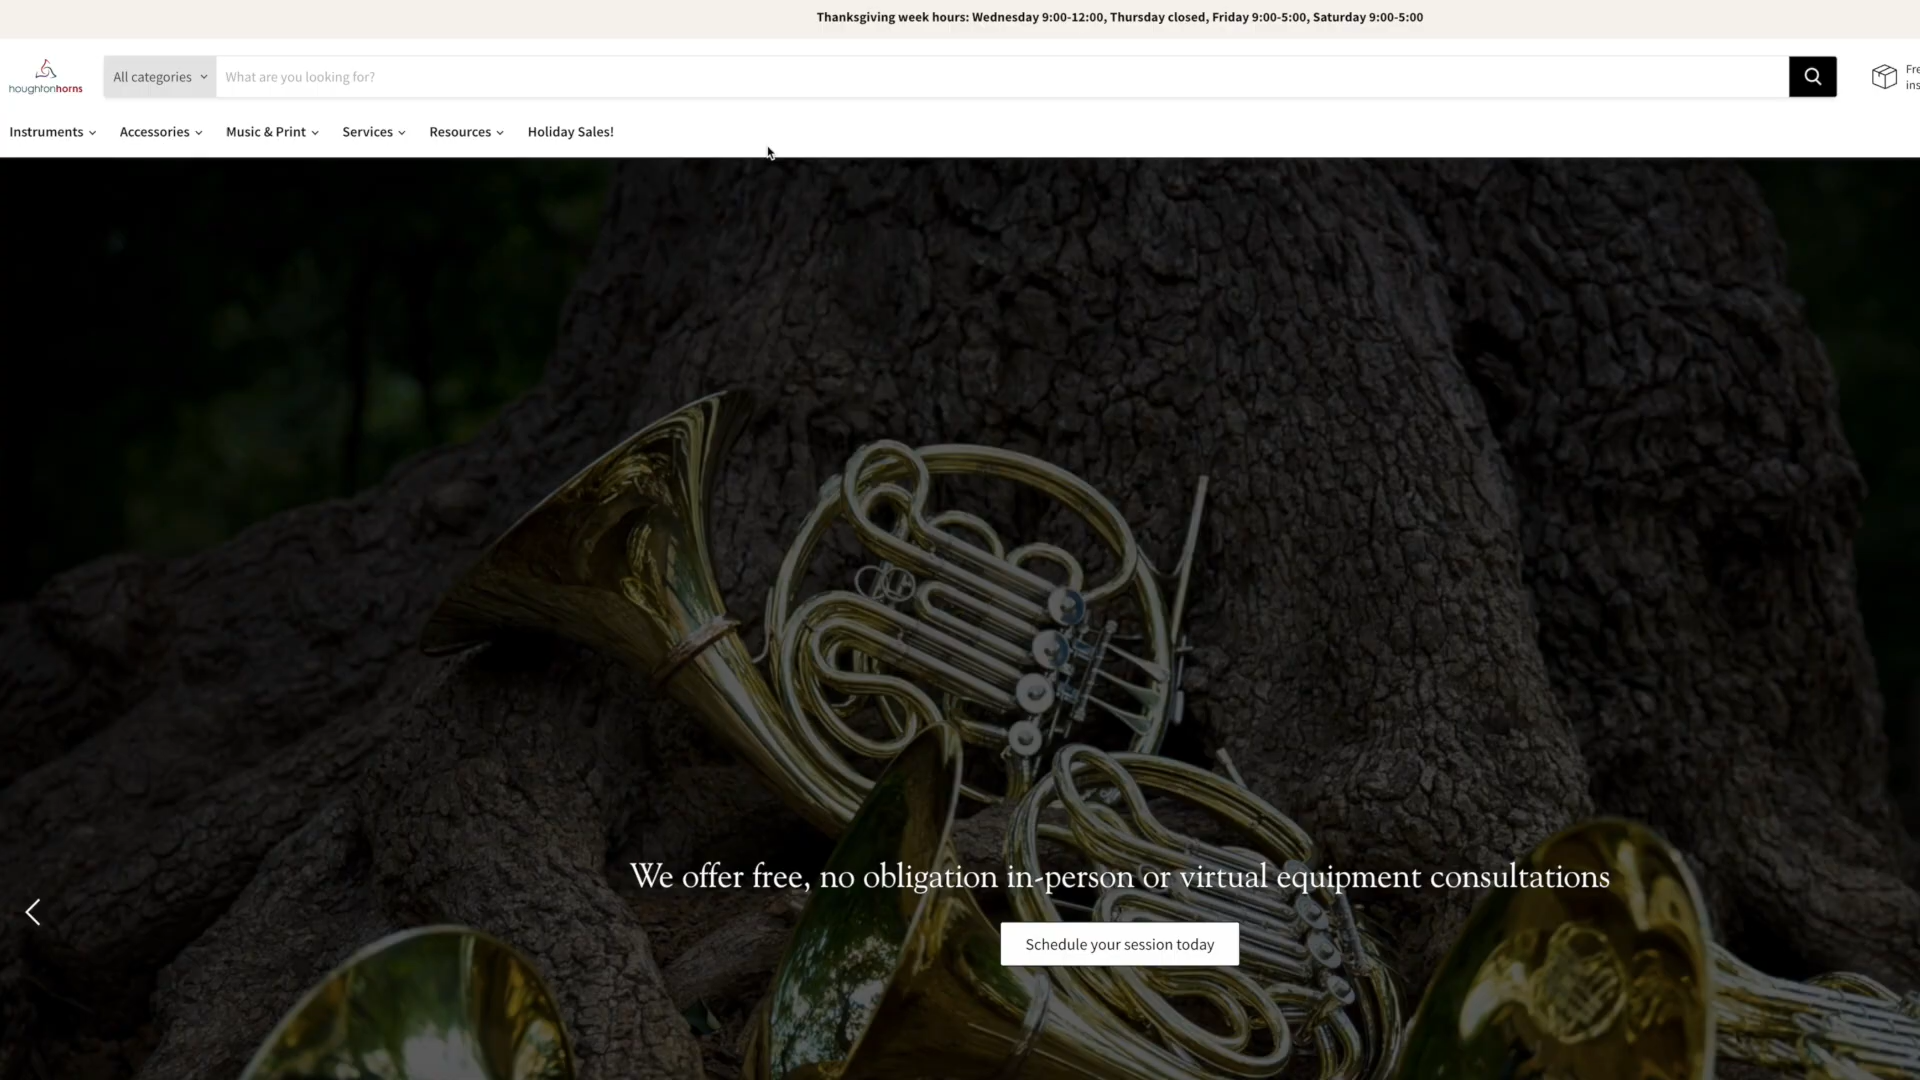 Thanksgiving week hours: Wednesday 9:00-12:00, Thursday closed, Friday 9:00-5:00, Saturday 9:00-5:00
houghtonhorns
All categories
What are you looking for?
Instruments
Accessories
Music & Print
Services
Resources
Holiday Sales!
We offer free, no obligation in-person or virtual equipment consultations
Schedule your session today